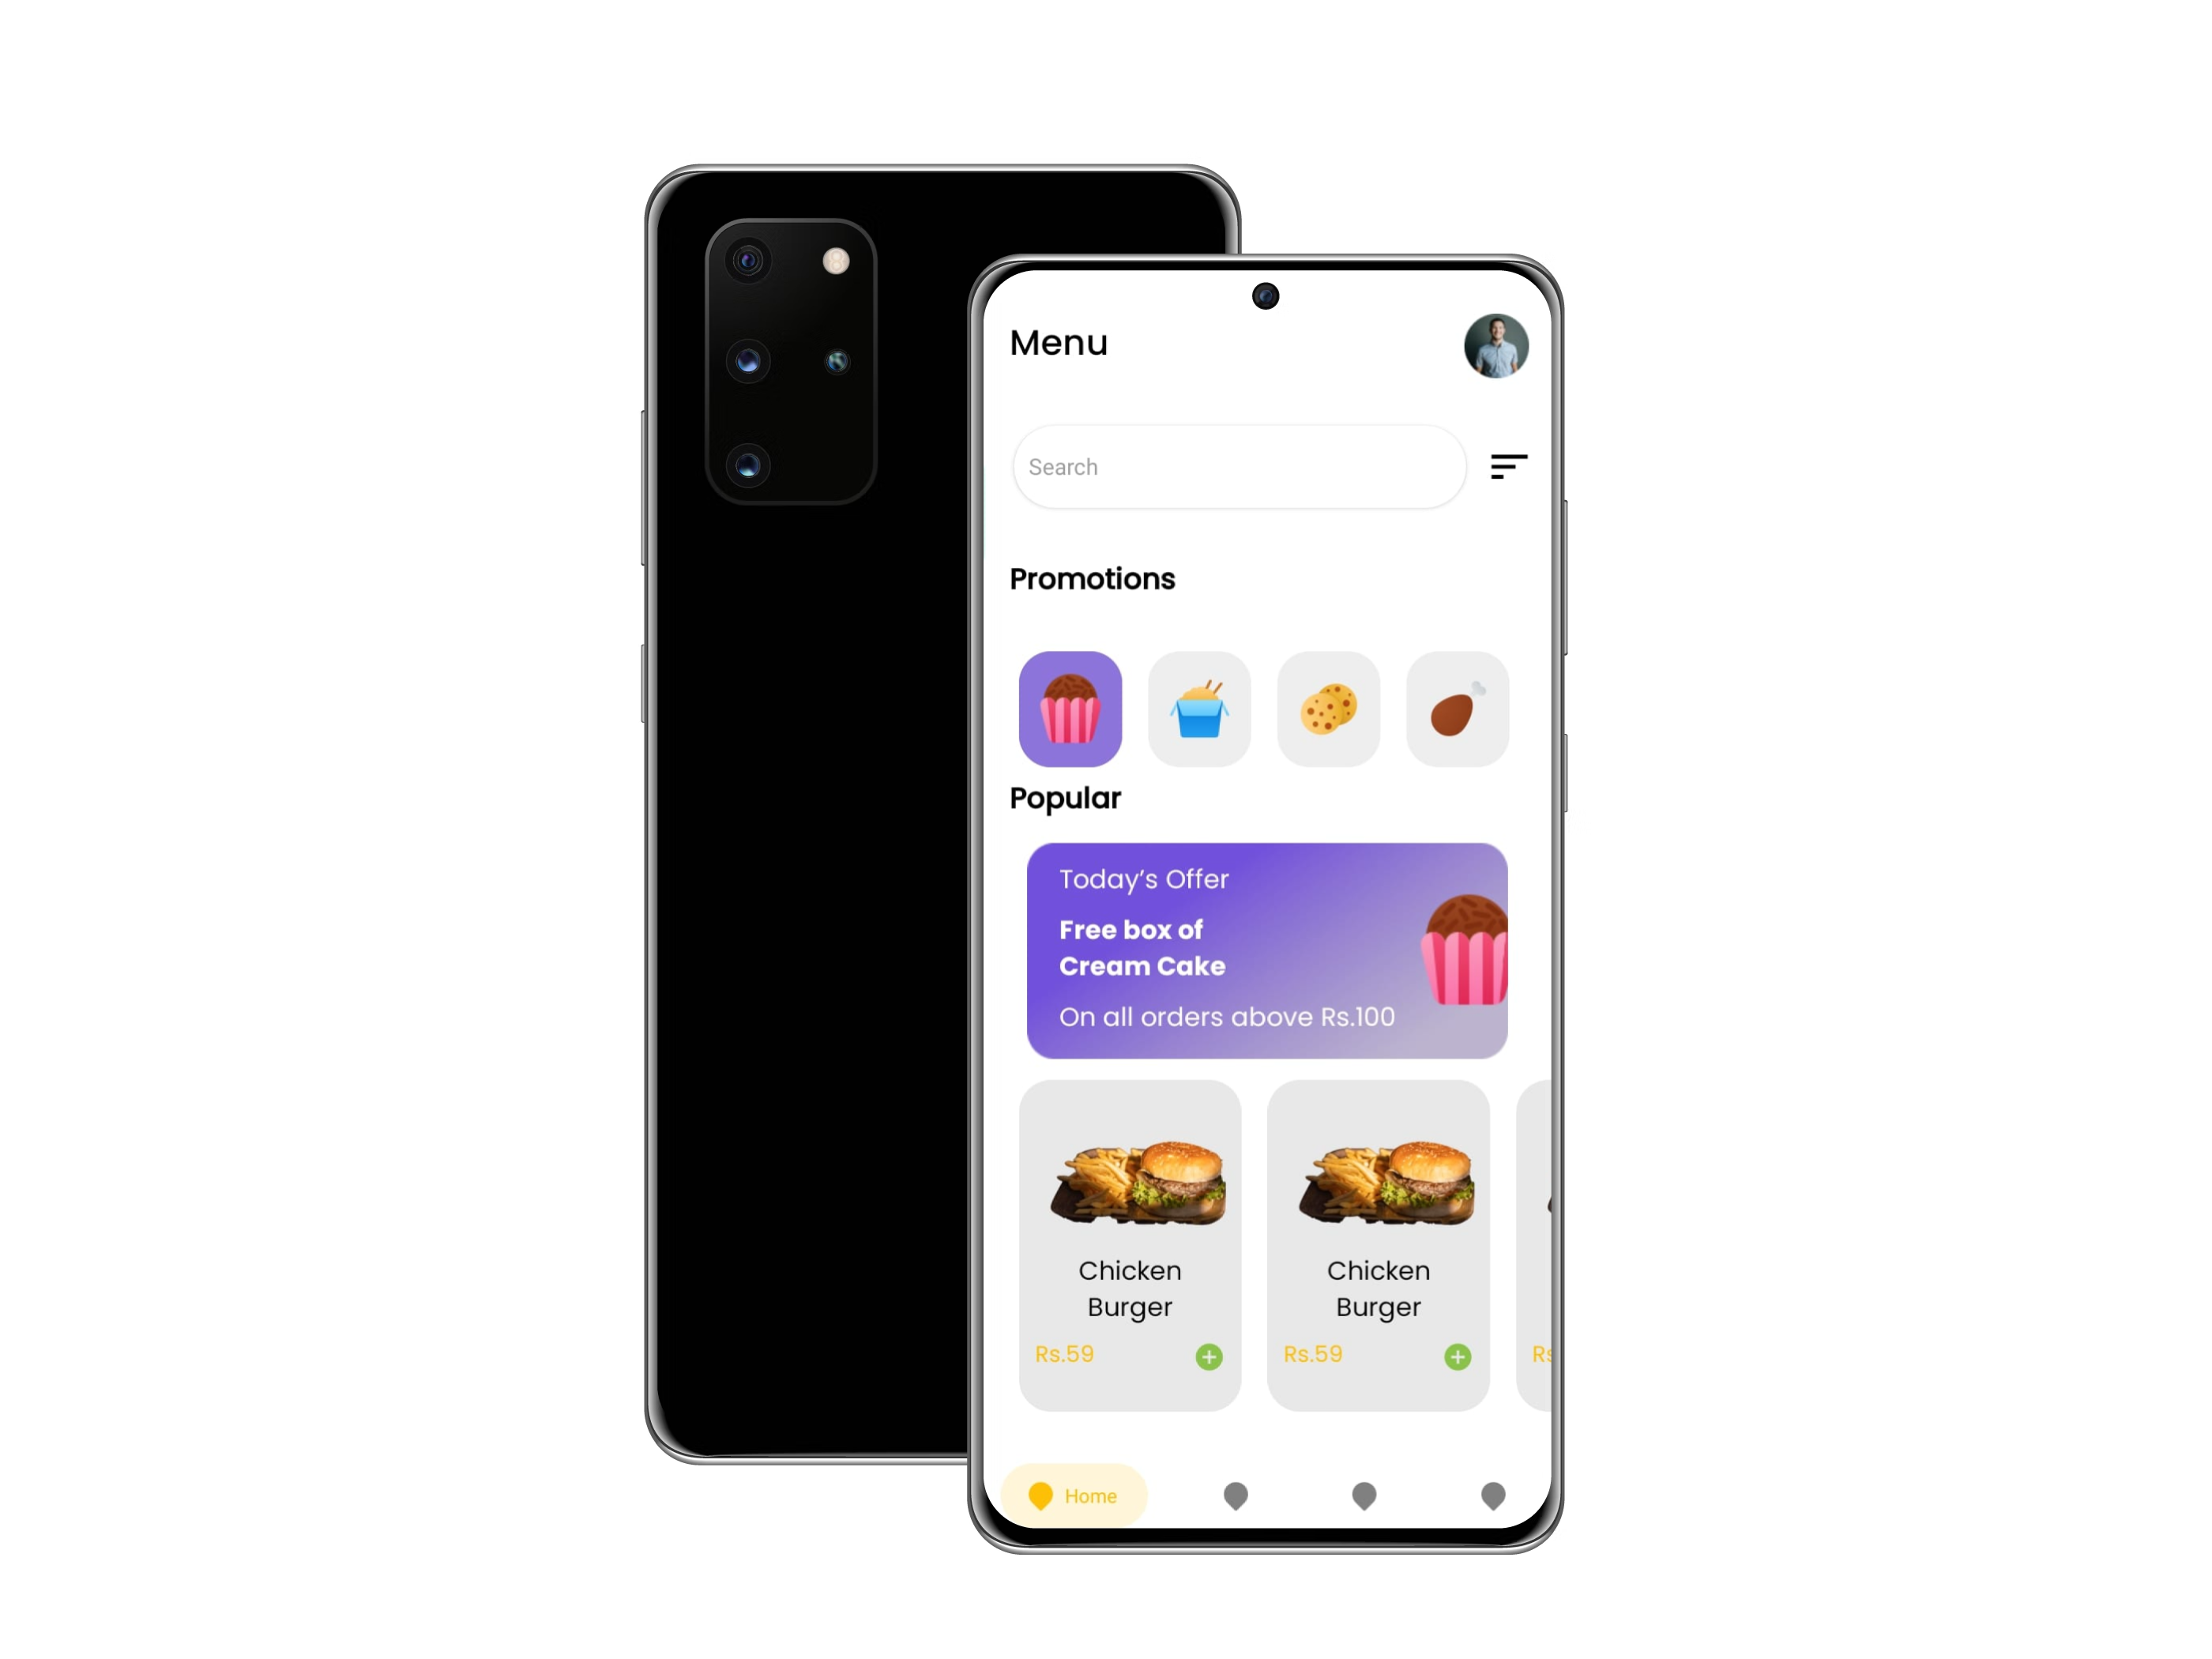 Menu
Search
Promotions
Popular
Today's Offer
Free box of
Cream Cake
On all orders above Rs.100
Chicken
Burger
Rs.59
Chicken
Burger
Rs.59
Rs
Home